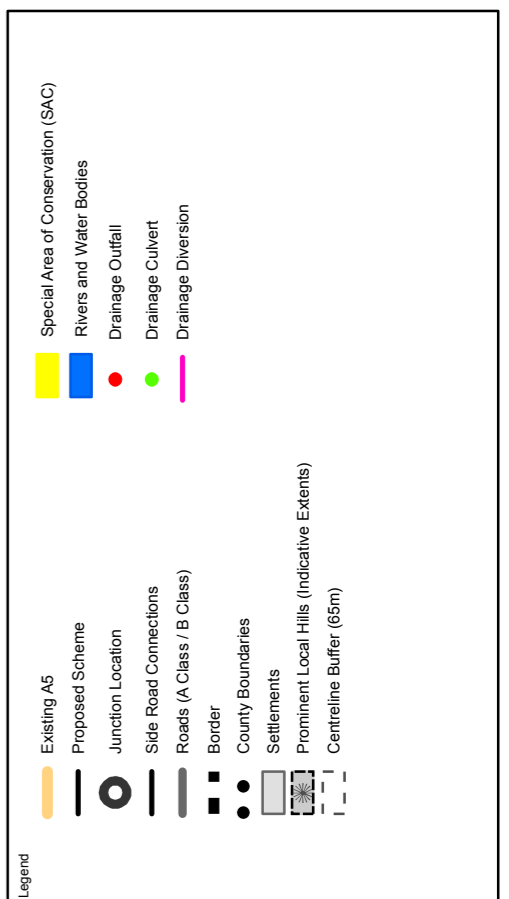 Legend
Existing A5
Proposed Scheme
Junction Location
Side Road Connections
Roads (A Class / B Class)
Border
County Boundaries
Settlements
Prominent Local Hills (Indicative Extents)
Centreline Buffer (65m)
Special Area of Conservation (SAC)
Rivers and Water Bodies
Drainage Outfall
Drainage Culvert
Drainage Diversion